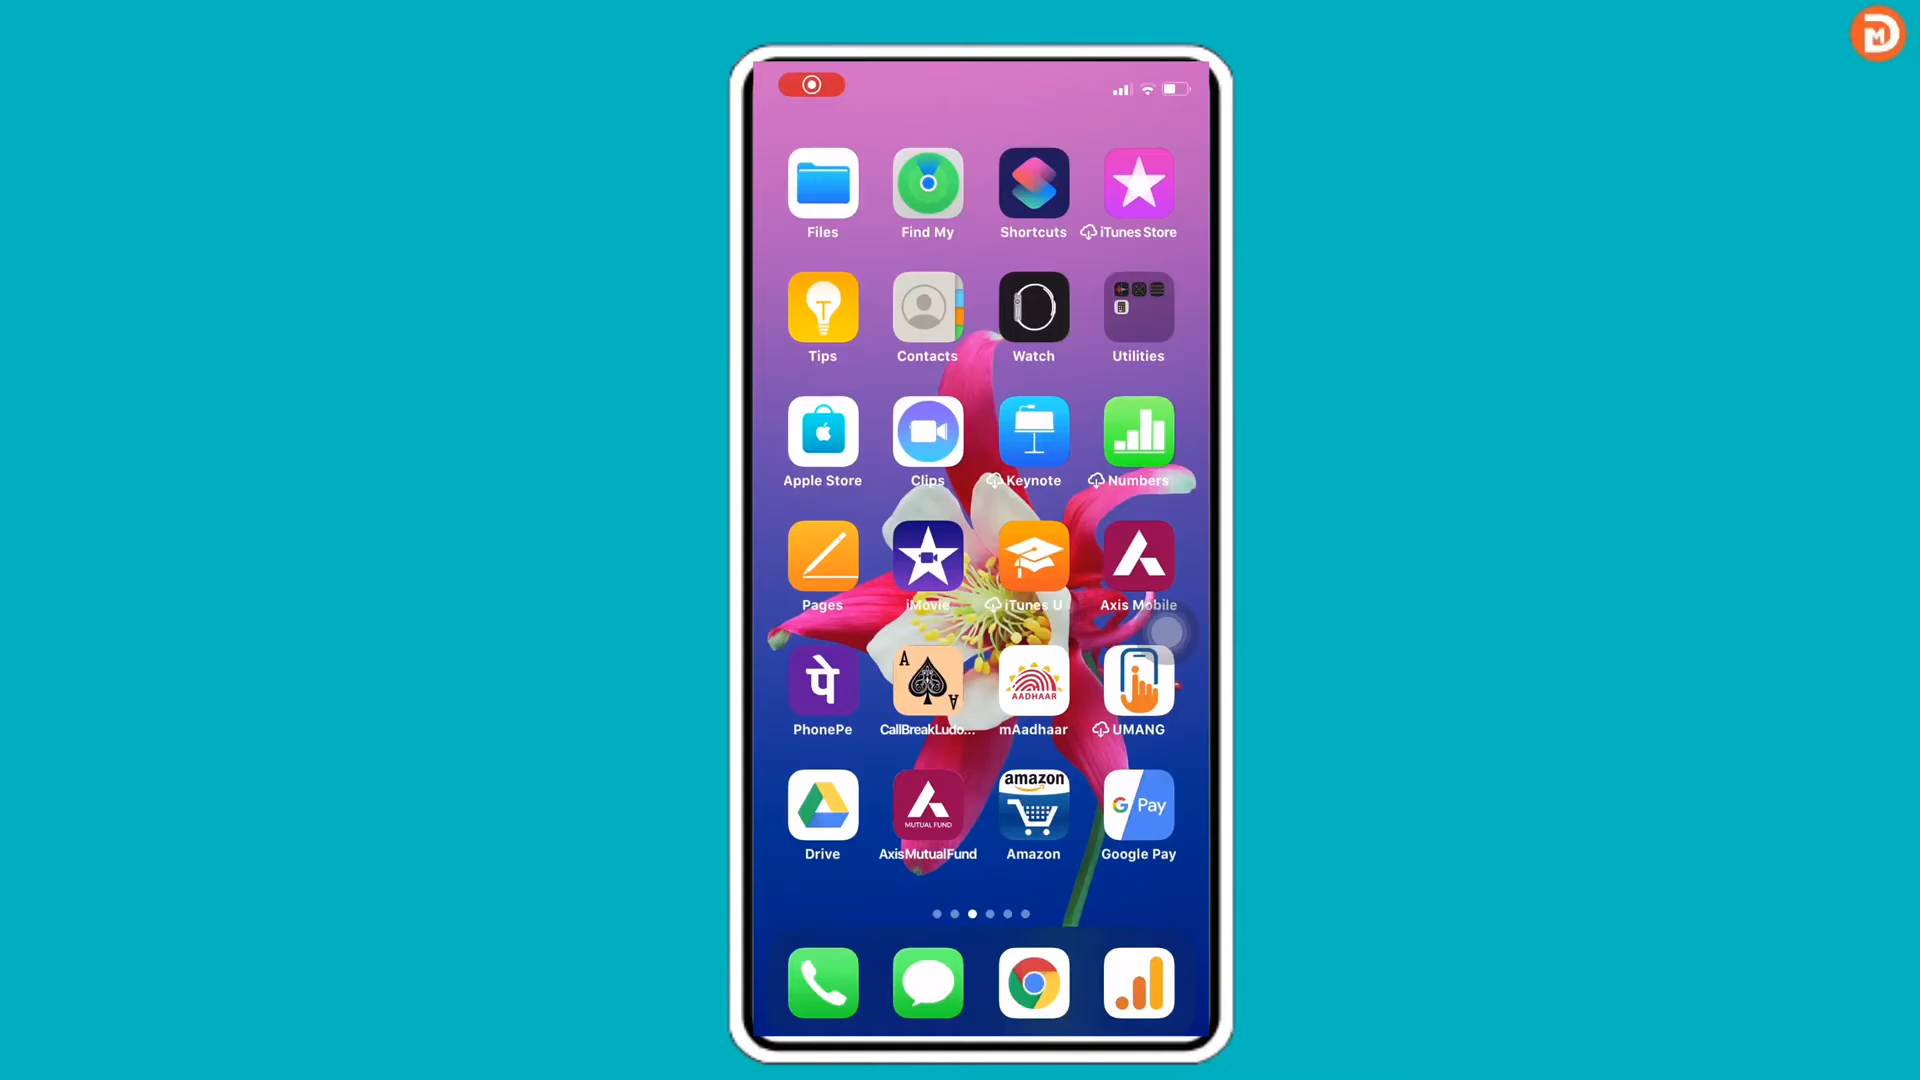 Files Find My Shortcuts iTunes Store
Tips Contacts Watch Utilities
Apple Store Clips Keynote Numbers
Pages iMovie iTunes U Axis Mobile
पे A A AADHAAR
PhonePe CallBreakLudo... mAadhaar UMANG
MUTUAL FUND amazon G Pay
Drive AxisMutualFund Amazon Google Pay